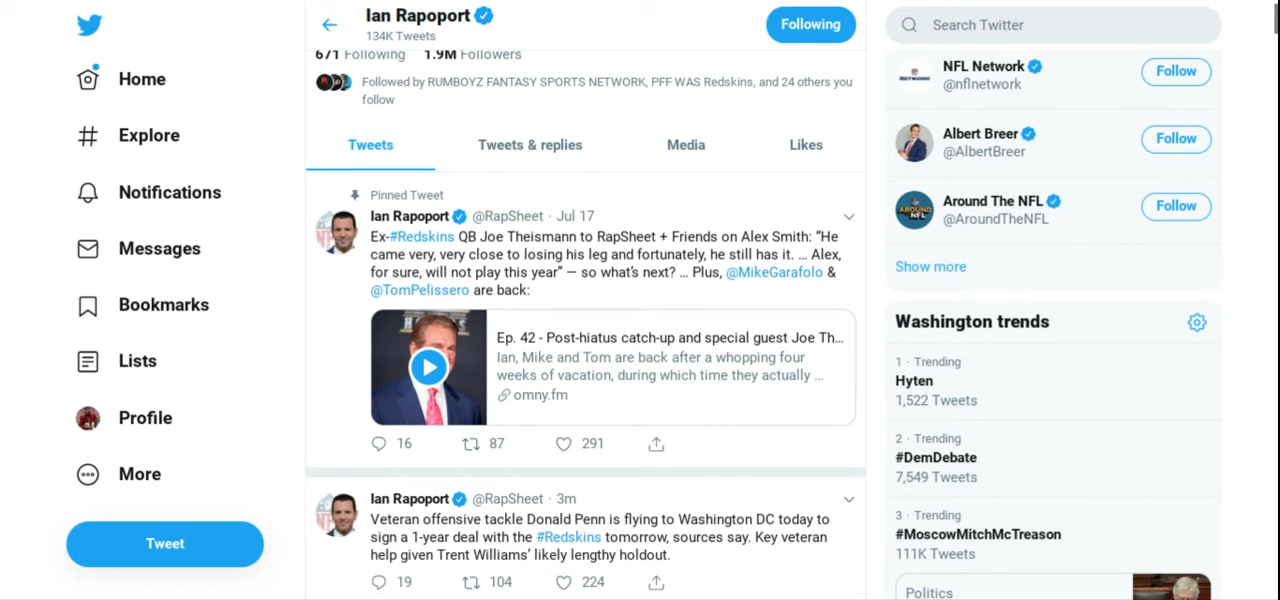 Home
Explore
Notifications
Messages
Bookmarks
Lists
Profile
More
Tweet
Ian Rapoport
134K Tweets
Following
671 Following 1.9M Followers
Followed by RUMBOYZ FANTASY SPORTS NETWORK, PFF WAS Redskins, and 24 others you
follow
Tweets Tweets & replies Media Likes
Pinned Tweet
Ian Rapoport @RapSheet · Jul 17
Ex-#Redskins QB Joe Theismann to RapSheet + Friends on Alex Smith: “He
came very, very close to losing his leg and fortunately, he still has it. … Alex,
for sure, will not play this year” — so what’s next? … Plus, @MikeGarafolo &
@TomPelissero are back:
Ep. 42 - Post-hiatus catch-up and special guest Joe Th...
Ian, Mike and Tom are back after a whopping four
weeks of vacation, during which time they actually …
omny.fm
16 87 291
Ian Rapoport @RapSheet · 3m
Veteran offensive tackle Donald Penn is flying to Washington DC today to
sign a 1-year deal with the #Redskins tomorrow, sources say. Key veteran
help given Trent Williams’ likely lengthy holdout.
19 104 224
Search Twitter
NFL Network
@nflnetwork
Follow
Albert Breer
@AlbertBreer
Follow
Around The NFL
@AroundTheNFL
Follow
Show more
Washington trends
1 · Trending
Hyten
1,522 Tweets
2 · Trending
#DemDebate
7,549 Tweets
3 · Trending
#MoscowMitchMcTreason
111K Tweets
Politics